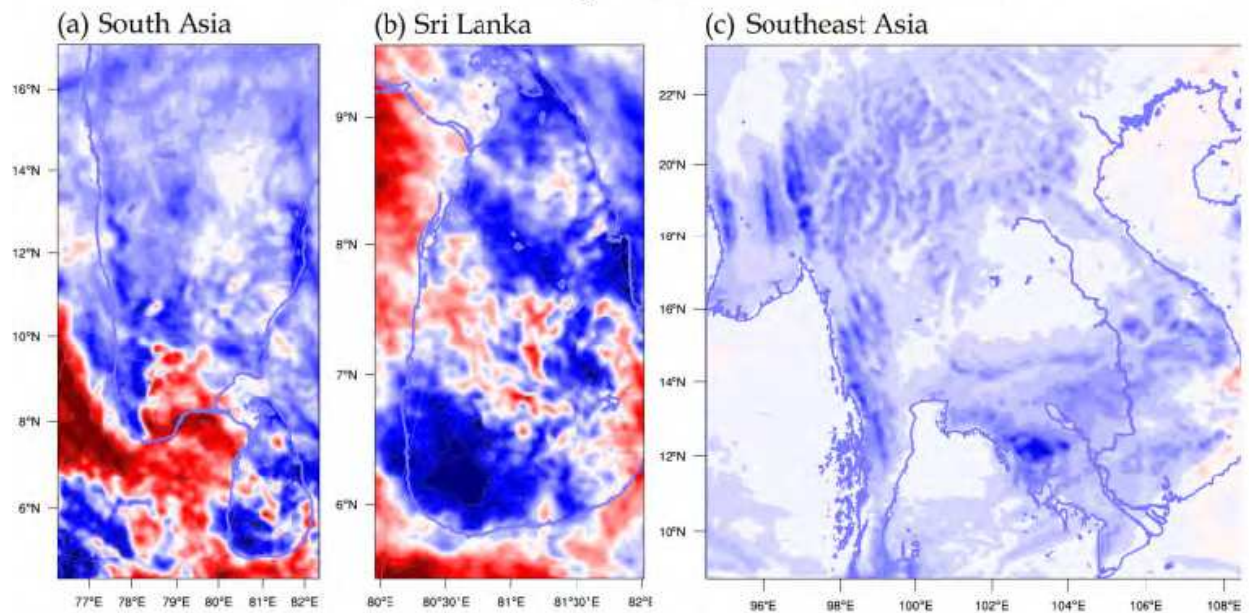 (a) South Asia
(b) Sri Lanka
(c) Southeast Asia
16°N
14°N
12°N
10°N
8°N
6°N
77°E 78°E 79°E 80°E 81°E 82°E
9°N
8°N
7°N
6°N
80°E 80°30'E 81°E 81°30'E 82°E
22°N
20°N
18°N
16°N
14°N
12°N
10°N
96°E 98°E 100°E 102°E 104°E 106°E 108°E